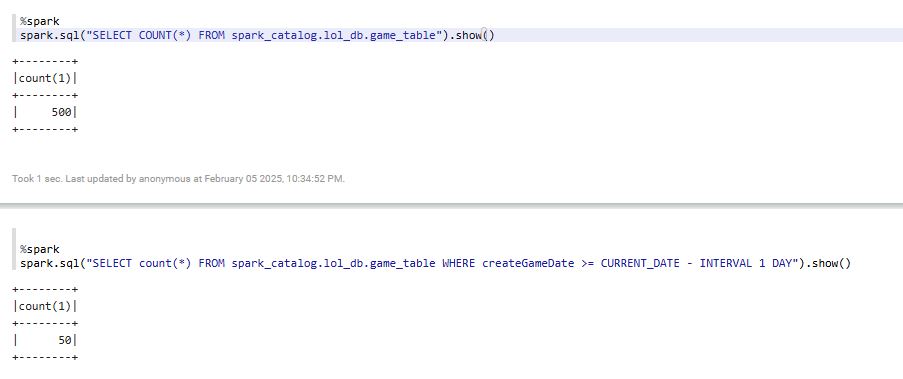 %spark
spark.sql("SELECT COUNT(*) FROM spark_catalog.lol_db.game_table").show()
+--------+
|count(1)|
+--------+
|     500|
+--------+
Took 1 sec. Last updated by anonymous at February 05 2025, 10:34:52 PM.
%spark
spark.sql("SELECT count(*) FROM spark_catalog.lol_db.game_table WHERE createGameDate >= CURRENT_DATE - INTERVAL 1 DAY").show()
+--------+
|count(1)|
+--------+
|      50|
+--------+